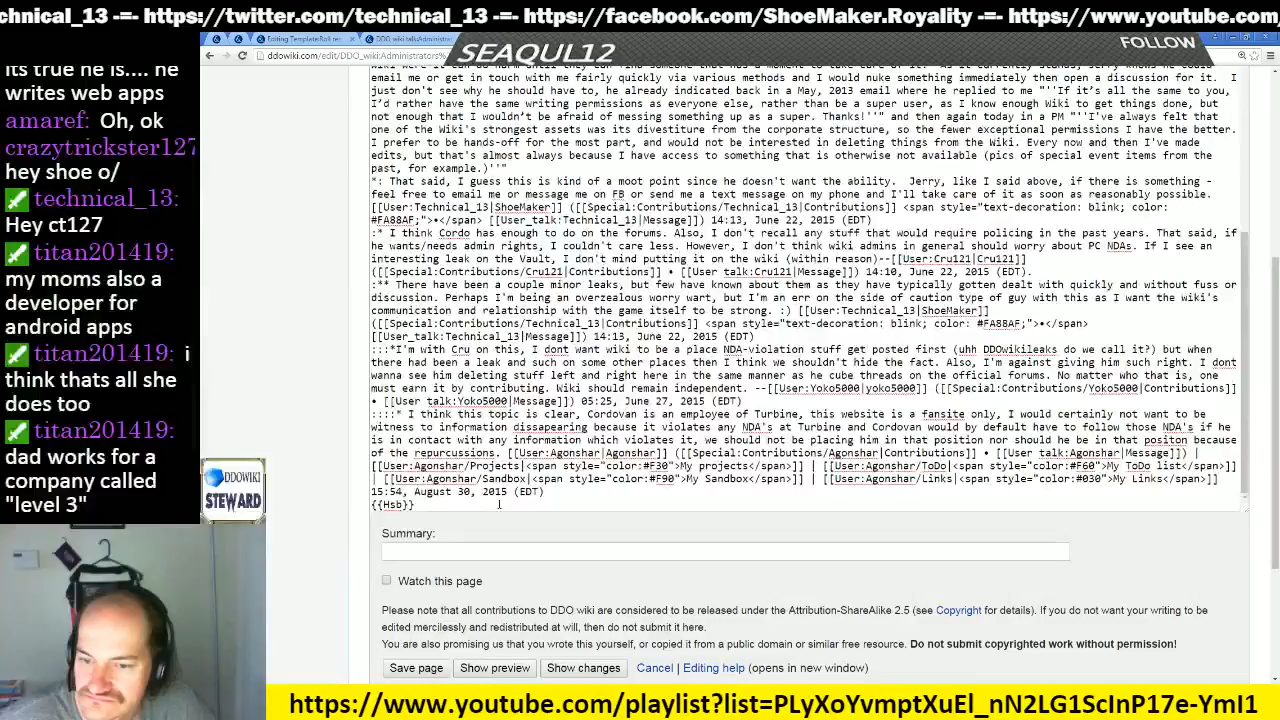 chnical_13 -=- https://twitter.com/technical_13 -=- https://facebook.com/ShoeMaker.Royality -=- https://www.youtube.com
its true he is.... he
writes web apps
amaref: Oh, ok
crazytrickster127
hey shoe o/
technical_13:
Hey ct127
titan201419:
my moms also a
developer for
android apps
titan201419: i
think thats all she
does too
titan201419:
dad works for a
company called
"level 3"
DDOWIKI
STEWARD
Editing Template:Roll
DDO wiki talk:Administra
ddowiki.com/edit/DDO_wiki:Administrators%
SEAQUL12
FOLLOW
email me or get in touch with me fairly quickly via various methods and I would nuke something immediately then open a discussion for it. I
just don't see why he should have to, he already indicated back in a May, 2013 email where he replied to me "''If it's all the same to you,
I'd rather have the same writing permissions as everyone else, rather than be a super user, as I know enough Wiki to get things done, but
not enough that I wouldn't be afraid of messing something up as a super. Thanks!''" and then again today in a PM "''I've always felt that
one of the Wiki's strongest assets was its divestiture from the corporate structure, so the fewer exceptional permissions I have the better.
I prefer to be hands-off for the most part, and would not be interested in deleting things from the Wiki. Every now and then I've made
edits, but that's almost always because I have access to something that is otherwise not available (pics of special event items from the
past, for example.)''"
*: That said, I guess this is kind of a moot point since he doesn't want the ability. Jerry, like I said above, if there is something -
feel free to email me or message me on FB or send me a text message on my phone and I'll take care of it as soon as reasonably possible.
[[User:Technical_13|ShoeMaker]] ([[Special:Contributions/Technical_13|Contributions]] <span style="text-decoration: blink; color:
#FA88AF;">•</span> [[User_talk:Technical_13|Message]]) 14:13, June 22, 2015 (EDT)
:* I think Cordo has enough to do on the forums. Also, I don't recall any stuff that would require policing in the past years. That said, if
he wants/needs admin rights, I couldn't care less. However, I don't think wiki admins in general should worry about PC NDAs. If I see an
interesting leak on the Vault, I don't mind putting it on the wiki (within reason)--[[User:Cru121|Cru121]]
([[Special:Contributions/Cru121|Contributions]] • [[User talk:Cru121|Message]]) 14:10, June 22, 2015 (EDT).
:** There have been a couple minor leaks, but few have known about them as they have typically gotten dealt with quickly and without fuss or
discussion. Perhaps I'm being an overzealous worry wart, but I'm an err on the side of caution type of guy with this as I want the wiki's
communication and relationship with the game itself to be strong. :) [[User:Technical_13|ShoeMaker]]
([[Special:Contributions/Technical_13|Contributions]] <span style="text-decoration: blink; color: #FA88AF;">•</span>
[[User_talk:Technical_13|Message]]) 14:13, June 22, 2015 (EDT)
:::*I'm with Cru on this, I dont want wiki to be a place NDA-violation stuff get posted first (uhh DDOwikileaks do we call it?) but when
there had been a leak and such on some other places then I think we shouldn't hide the fact. Also, I'm against giving him such right. I dont
wanna see him deleting stuff left and right here in the same manner as he cube threads on the official forums. No matter who that is, one
must earn it by contributing. Wiki should remain independent. --[[User:Yoko5000|yoko5000]] ([[Special:Contributions/Yoko5000|Contributions]]
• [[User talk:Yoko5000|Message]]) 05:25, June 27, 2015 (EDT)
::::* I think this topic is clear, Cordovan is an employee of Turbine, this website is a fansite only, I would certainly not want to be
witness to information dissapearing because it violates any NDA's at Turbine and Cordovan would by default have to follow those NDA's if he
is in contact with any information which violates it, we should not be placing him in that position nor should he be in that positon because
of the repurcussions. [[User:Agonshar|Agonshar]] ([[Special:Contributions/Agonshar|Contributions]] • [[User talk:Agonshar|Message]]) |
[[User:Agonshar/Projects|<span style="color:#F30">My projects</span>]] | [[User:Agonshar/ToDo|<span style="color:#F60">My ToDo list</span>]]
| [[User:Agonshar/Sandbox|<span style="color:#F90">My Sandbox</span>]] | [[User:Agonshar/Links|<span style="color:#030">My Links</span>]]
15:54, August 30, 2015 (EDT)
{{Hsb}}
Summary:
Watch this page
Please note that all contributions to DDO wiki are considered to be released under the Attribution-ShareAlike 2.5 (see Copyright for details). If you do not want your writing to be
edited mercilessly and redistributed at will, then do not submit it here.
You are also promising us that you wrote this yourself, or copied it from a public domain or similar free resource. Do not submit copyrighted work without permission!
Save page Show preview Show changes Cancel | Editing help (opens in new window)
https://www.youtube.com/playlist?list=PLyXoYvmptXuEl_nN2LG1ScInP17e-YmI1